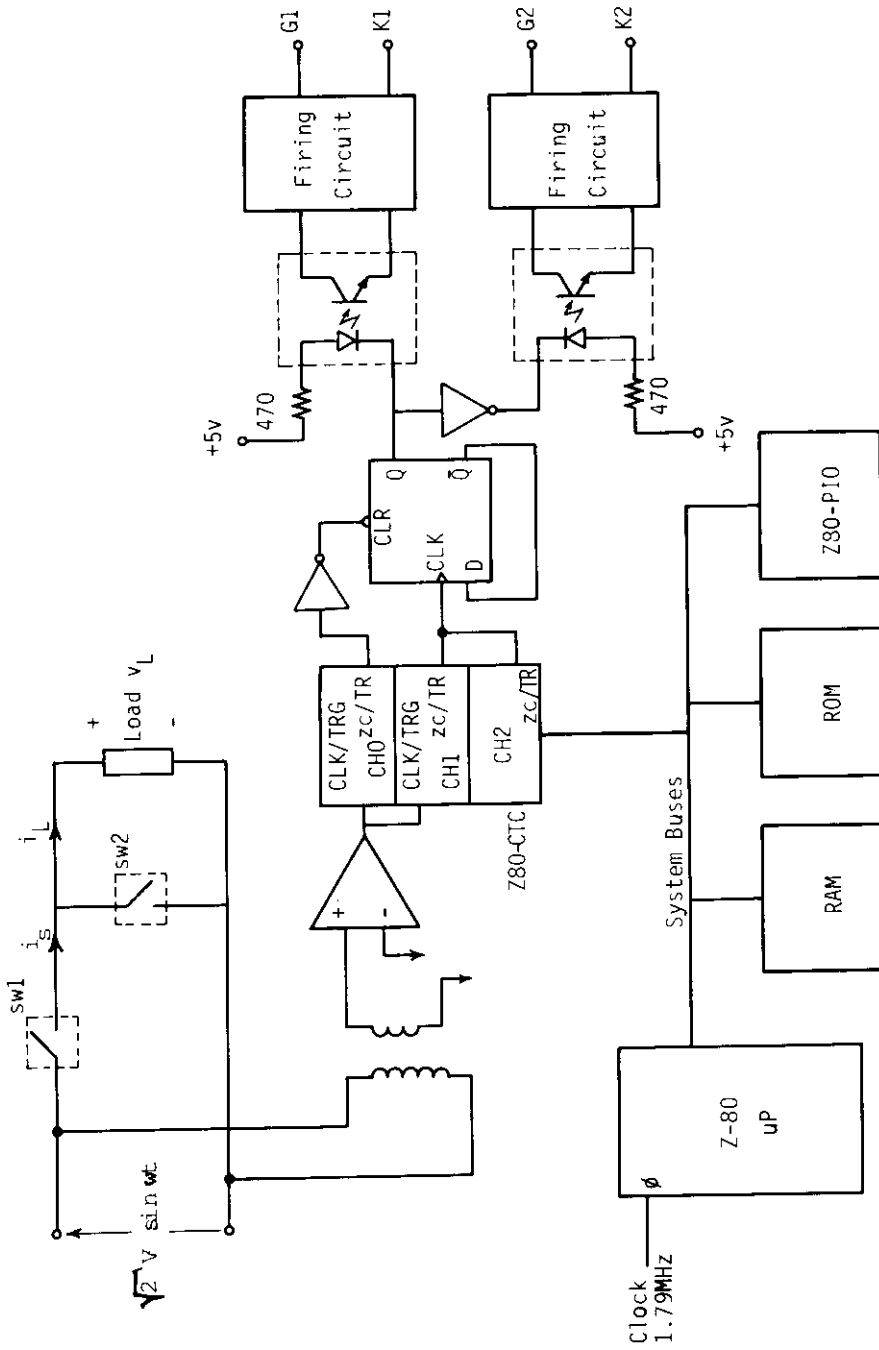 √2 V sin wt
sw1
i_s
sw2
i_L
+
Load v_L
-
+
-
Z80-CTC
CLK/TRG
CH0 zc/TR
CLK/TRG
CH1 zc/TR
CH2
zc/TR
CLR
CLK
D
Q
Q̄
+5v
470
+5v
470
Firing
Circuit
G1
K1
Firing
Circuit
G2
K2
Clock
1.79MHz
ø
Z-80
uP
System Buses
RAM
ROM
Z80-PIO